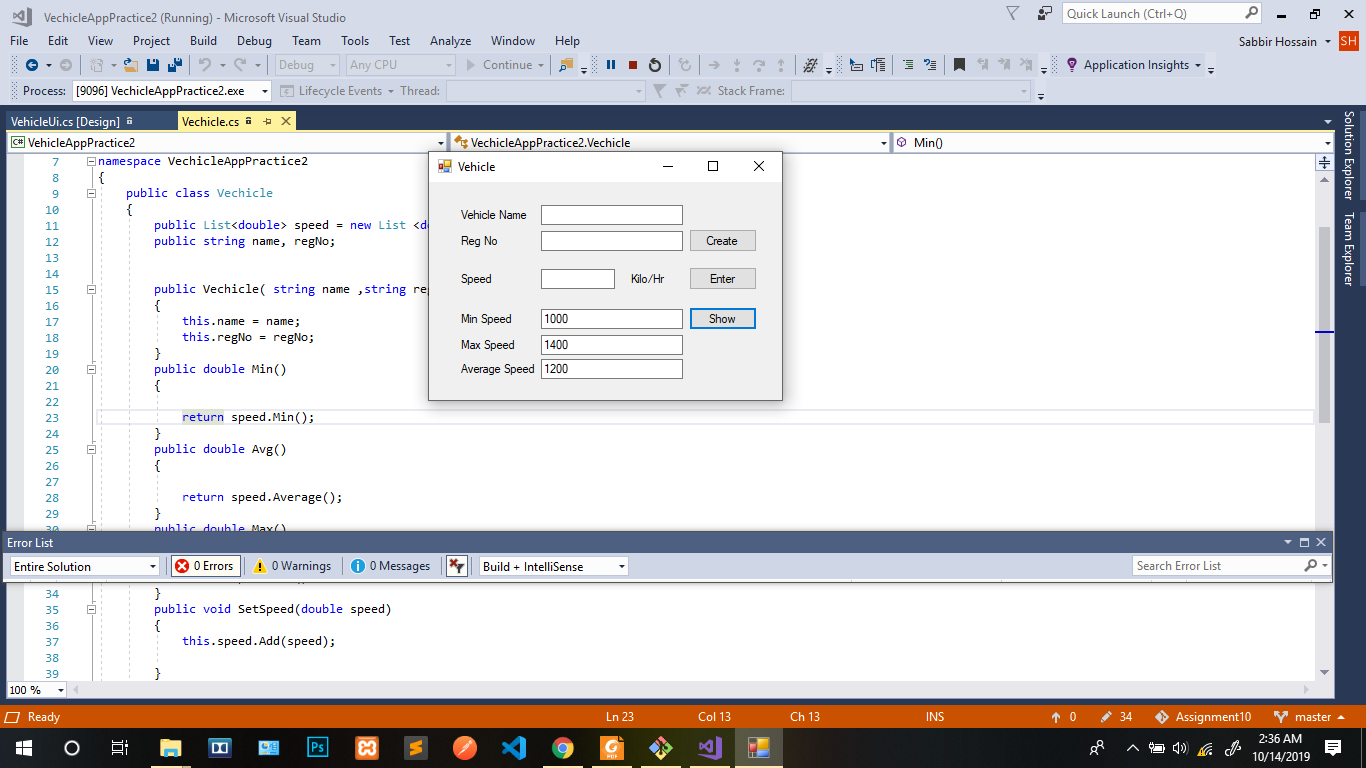 VechicleAppPractice2 (Running) - Microsoft Visual Studio
Quick Launch (Ctrl+Q)
File Edit View Project Build Debug Team Tools Test Analyze Window Help
Sabbir Hossain SH
Debug Any CPU Continue Application Insights
Process: [9096] VechicleAppPractice2.exe Lifecycle Events Thread: Stack Frame:
VehicleUi.cs [Design] Vechicle.cs
C# VechicleAppPractice2 VechicleAppPractice2.Vechicle Min()
Solution Explorer
Team Explorer
7 namespace VechicleAppPractice2
8 {
9 public class Vechicle
10 {
11 public List<double> speed = new List <do
12 public string name, regNo;
13
14
15 public Vechicle( string name ,string reg
16 {
17 this.name = name;
18 this.regNo = regNo;
19 }
20 public double Min()
21 {
22
23 return speed.Min();
24 }
25 public double Avg()
26 {
27
28 return speed.Average();
29 }
30 public double Max()
Vehicle
Vehicle Name
Reg No Create
Speed Kilo/Hr Enter
Min Speed 1000 Show
Max Speed 1400
Average Speed 1200
Error List
Entire Solution 0 Errors 0 Warnings 0 Messages Build + IntelliSense Search Error List
34 }
35 public void SetSpeed(double speed)
36 {
37 this.speed.Add(speed);
38
39 }
100 %
Ready Ln 23 Col 13 Ch 13 INS 0 34 Assignment10 master
Ps
2:36 AM
10/14/2019